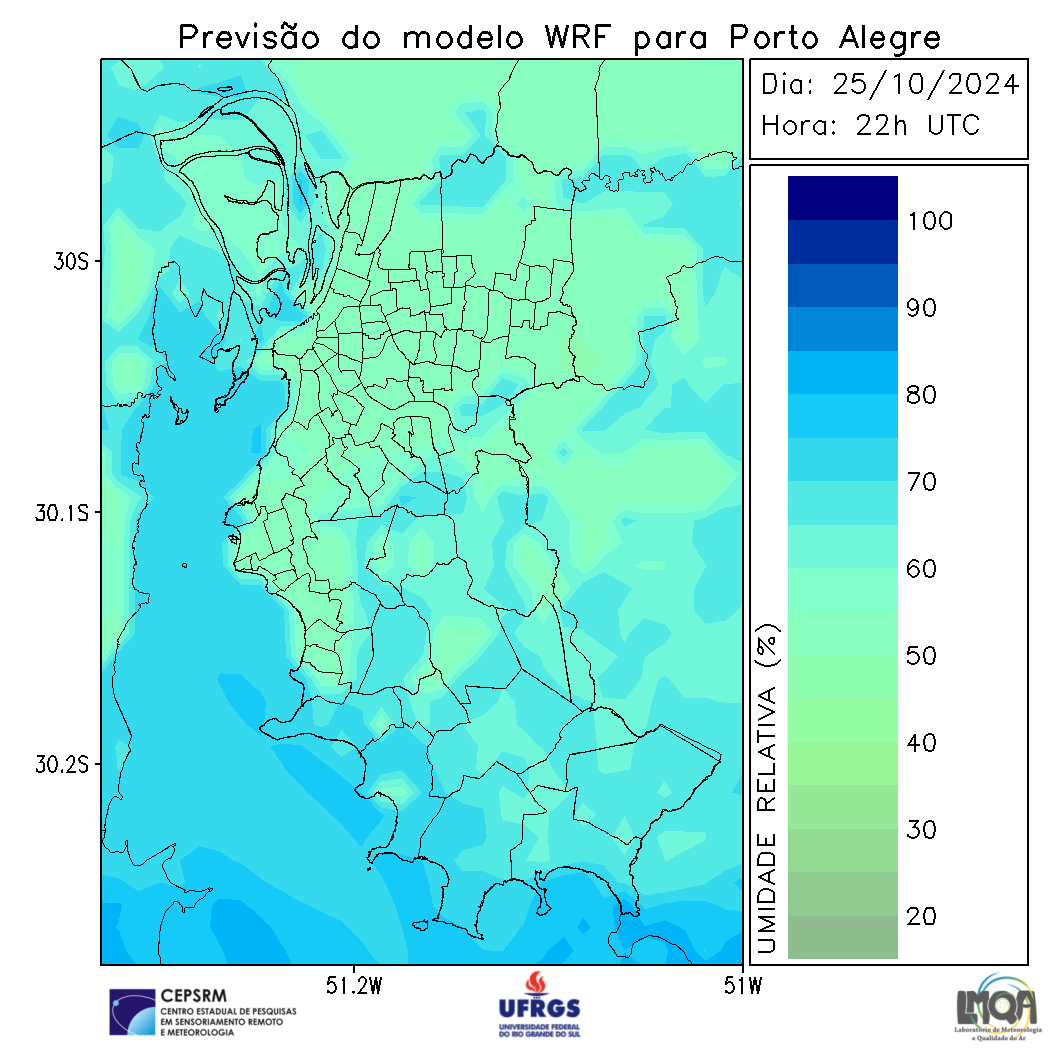 Previsão do modelo WRF para Porto Alegre
Dia: 25/10/2024
Hora: 22h UTC
30S
30.1S
30.2S
51.2W
51W
UMIDADE RELATIVA (%)
100
90
80
70
60
50
40
30
20
CEPSRM
CENTRO ESTADUAL DE PESQUISAS
EM SENSORIAMENTO REMOTO
E METEOROLOGIA
UFRGS
UNIVERSIDADE FEDERAL
DO RIO GRANDE DO SUL
LMQA
Laboratório de Meteorologia
e Qualidade do Ar